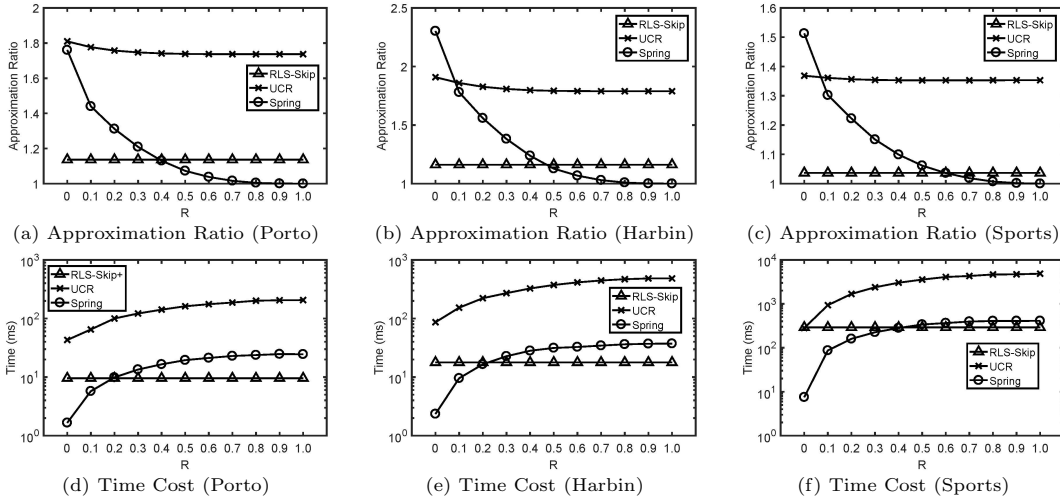 2
1.8
1.6
1.4
1.2
1
Approximation Ratio
RLS-Skip
UCR
Spring
0 0.1 0.2 0.3 0.4 0.5 0.6 0.7 0.8 0.9 1.0
R
(a) Approximation Ratio (Porto)
2.5
2
1.5
1
Approximation Ratio
RLS-Skip
UCR
Spring
0 0.1 0.2 0.3 0.4 0.5 0.6 0.7 0.8 0.9 1.0
R
(b) Approximation Ratio (Harbin)
1.6
1.5
1.4
1.3
1.2
1.1
1
Approximation Ratio
RLS-Skip
UCR
Spring
0 0.1 0.2 0.3 0.4 0.5 0.6 0.7 0.8 0.9 1.0
R
(c) Approximation Ratio (Sports)
10³
10²
10¹
10⁰
Time (ms)
RLS-Skip+
UCR
Spring
0 0.1 0.2 0.3 0.4 0.5 0.6 0.7 0.8 0.9 1.0
R
(d) Time Cost (Porto)
10³
10²
10¹
10⁰
Time (ms)
RLS-Skip
UCR
Spring
0 0.1 0.2 0.3 0.4 0.5 0.6 0.7 0.8 0.9 1.0
R
(e) Time Cost (Harbin)
10⁴
10³
10²
10¹
10⁰
Time (ms)
RLS-Skip
UCR
Spring
0 0.1 0.2 0.3 0.4 0.5 0.6 0.7 0.8 0.9 1.0
R
(f) Time Cost (Sports)